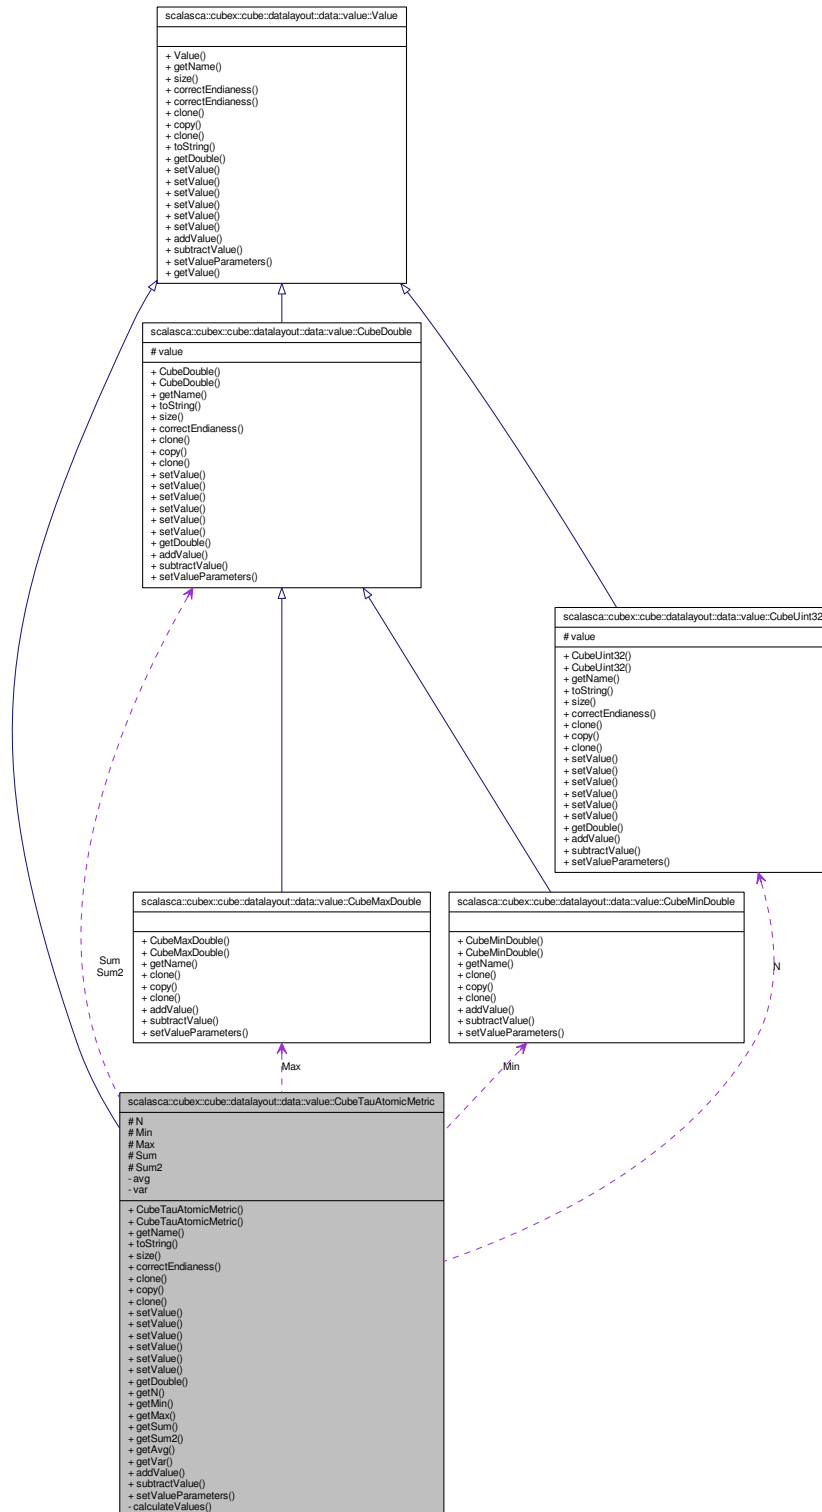 scalasca::cubex::cube::datalayout::data::value::Value
+ Value()
+ getName()
+ size()
+ correctEndianess()
+ correctEndianess()
+ clone()
+ copy()
+ clone()
+ toString()
+ getDouble()
+ setValue()
+ setValue()
+ setValue()
+ setValue()
+ setValue()
+ setValue()
+ addValue()
+ subtractValue()
+ setValueParameters()
+ getValue()
scalasca::cubex::cube::datalayout::data::value::CubeDouble
# value
+ CubeDouble()
+ CubeDouble()
+ getName()
+ toString()
+ size()
+ correctEndianess()
+ clone()
+ copy()
+ clone()
+ setValue()
+ setValue()
+ setValue()
+ setValue()
+ setValue()
+ setValue()
+ getDouble()
+ addValue()
+ subtractValue()
+ setValueParameters()
scalasca::cubex::cube::datalayout::data::value::CubeUint32
# value
+ CubeUint32()
+ CubeUint32()
+ getName()
+ toString()
+ size()
+ correctEndianess()
+ clone()
+ copy()
+ clone()
+ setValue()
+ setValue()
+ setValue()
+ setValue()
+ setValue()
+ setValue()
+ getDouble()
+ addValue()
+ subtractValue()
+ setValueParameters()
scalasca::cubex::cube::datalayout::data::value::CubeMaxDouble
+ CubeMaxDouble()
+ CubeMaxDouble()
+ getName()
+ clone()
+ copy()
+ clone()
+ addValue()
+ subtractValue()
+ setValueParameters()
scalasca::cubex::cube::datalayout::data::value::CubeMinDouble
+ CubeMinDouble()
+ CubeMinDouble()
+ getName()
+ clone()
+ copy()
+ clone()
+ addValue()
+ subtractValue()
+ setValueParameters()
Sum
Sum2
N
Max
Min
scalasca::cubex::cube::datalayout::data::value::CubeTauAtomicMetric
# N
# Min
# Max
# Sum
# Sum2
- avg
- var
+ CubeTauAtomicMetric()
+ CubeTauAtomicMetric()
+ getName()
+ toString()
+ size()
+ correctEndianess()
+ clone()
+ copy()
+ clone()
+ setValue()
+ setValue()
+ setValue()
+ setValue()
+ setValue()
+ setValue()
+ getDouble()
+ getN()
+ getMin()
+ getMax()
+ getSum()
+ getSum2()
+ getAvg()
+ getVar()
+ addValue()
+ subtractValue()
+ setValueParameters()
- calculateValues()